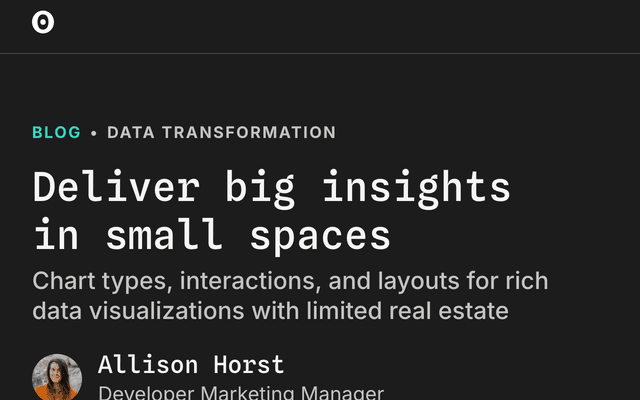 BLOG • DATA TRANSFORMATION
Deliver big insights
in small spaces
Chart types, interactions, and layouts for rich
data visualizations with limited real estate
Allison Horst
Developer Marketing Manager